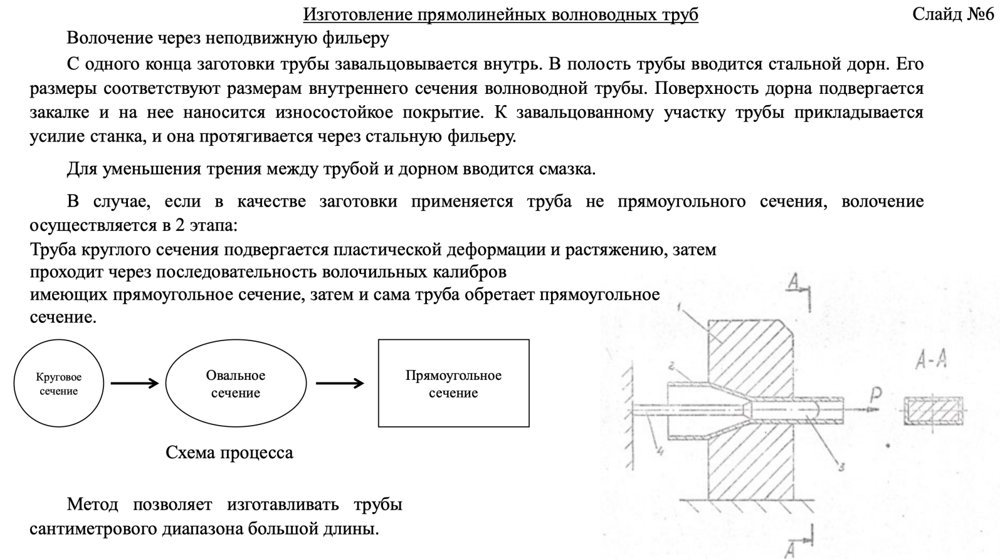 Изготовление прямолинейных волноводных труб
Слайд №6
Волочение через неподвижную фильеру
С одного конца заготовки трубы завальцовывается внутрь. В полость трубы вводится стальной дорн. Его
размеры соответствуют размерам внутреннего сечения волноводной трубы. Поверхность дорна подвергается
закалке и на нее наносится износостойкое покрытие. К завальцованному участку трубы прикладывается
усилие станка, и она протягивается через стальную фильеру.
Для уменьшения трения между трубой и дорном вводится смазка.
В случае, если в качестве заготовки применяется труба не прямоугольного сечения, волочение
осуществляется в 2 этапа:
Труба круглого сечения подвергается пластической деформации и растяжению, затем
проходит через последовательность волочильных калибров
имеющих прямоугольное сечение, затем и сама труба обретает прямоугольное
сечение.
Круговое
сечение
Овальное
сечение
Прямоугольное
сечение
Схема процесса
Метод позволяет изготавливать трубы
сантиметрового диапазона большой длины.
А
1
2
А-А
Р
4
3
А